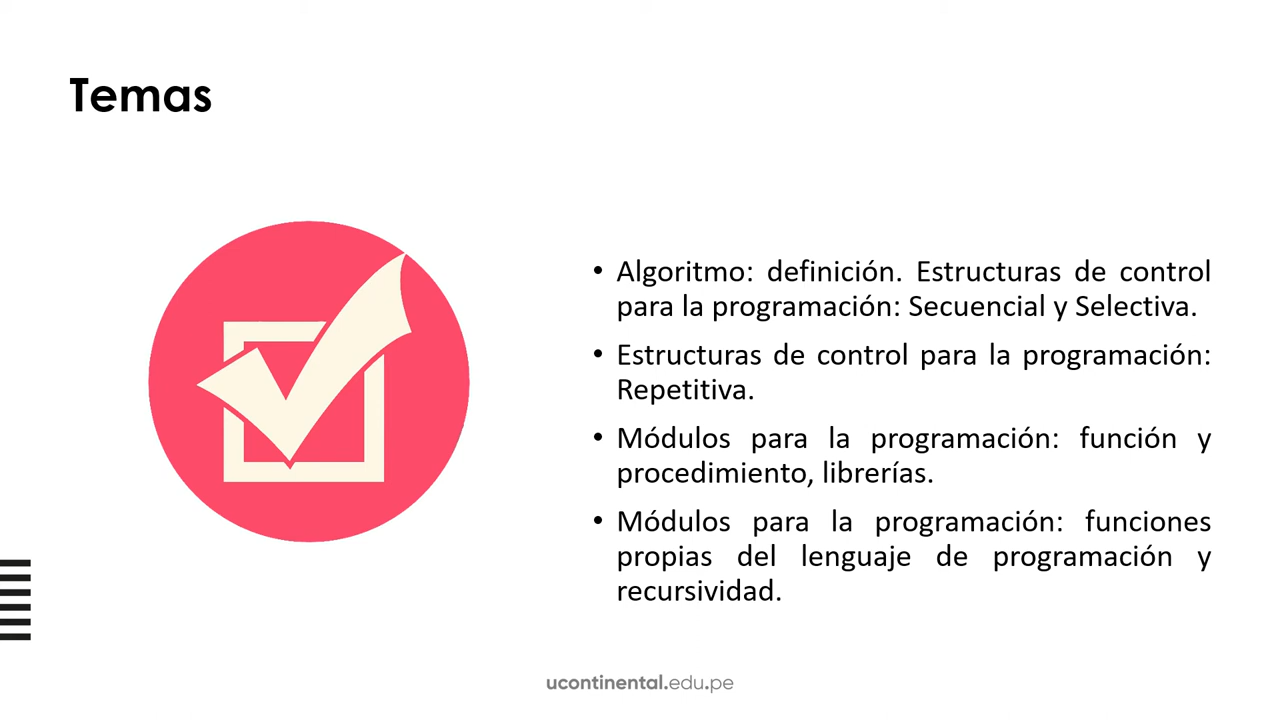 Temas
• Algoritmo: definición. Estructuras de control
para la programación: Secuencial y Selectiva.
• Estructuras de control para la programación:
Repetitiva.
• Módulos para la programación: función y
procedimiento, librerías.
• Módulos para la programación: funciones
propias del lenguaje de programación y
recursividad.
ucontinental.edu.pe